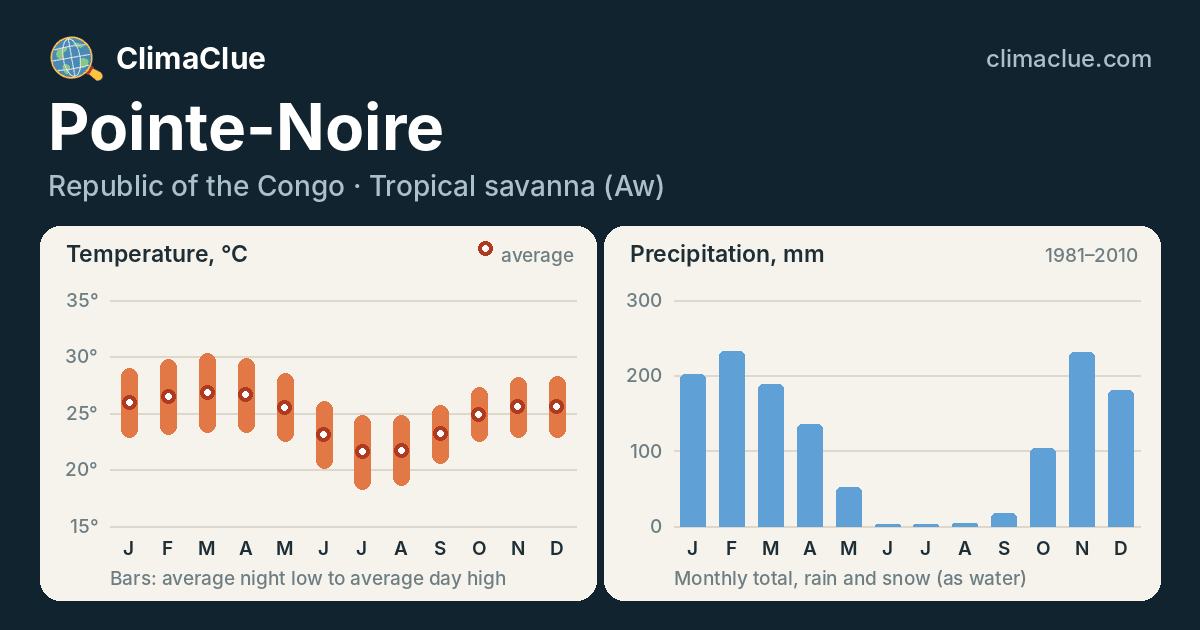 ClimaClue
climaclue.com
Pointe-Noire
Republic of the Congo · Tropical savanna (Aw)
Temperature, °C
average
35°
30°
25°
20°
15°
J F M A M J J A S O N D
Bars: average night low to average day high
Precipitation, mm
1981–2010
300
200
100
0
J F M A M J J A S O N D
Monthly total, rain and snow (as water)